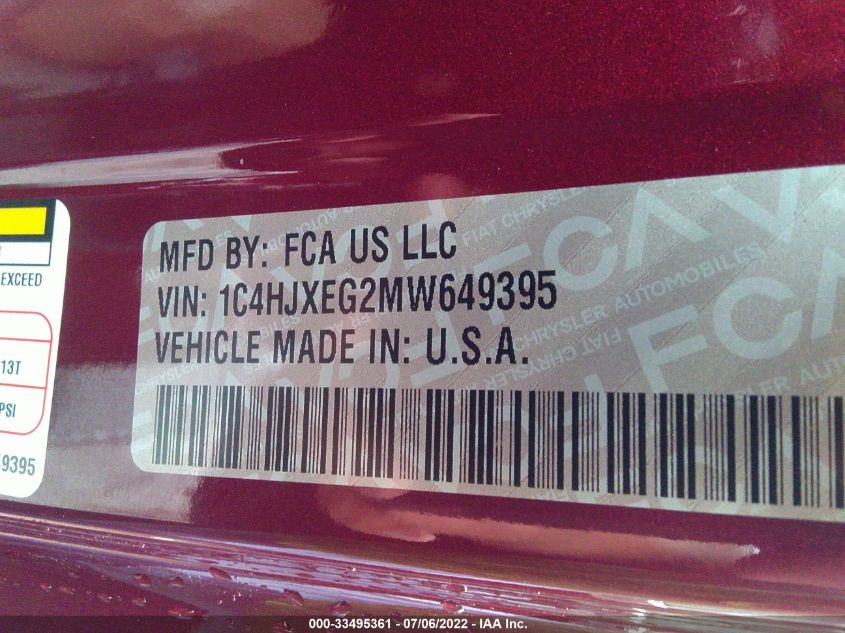 MFD BY: FCA US LLC
VIN: 1C4HJXEG2MW649395
VEHICLE MADE IN: U.S.A.
EXCEED
13T
PSI
9395
FCA
FIAT CHRYSLER AUTOMOBILES
000-33495361 - 07/06/2022 - IAA Inc.